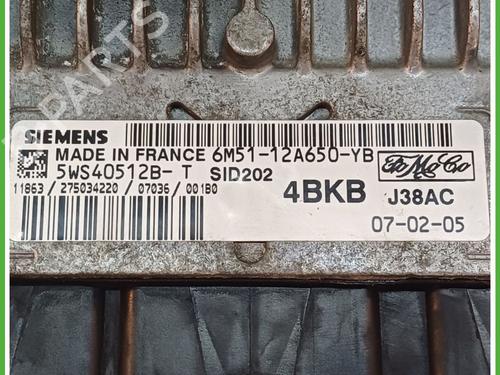 SIEMENS
MADE IN FRANCE 6M51-12A650-YB
5WS40512B- T SID202
11863 / 275034220 / 07036 / 001B0
4BKB J38AC
07-02-05
FoMoCo
PARTS